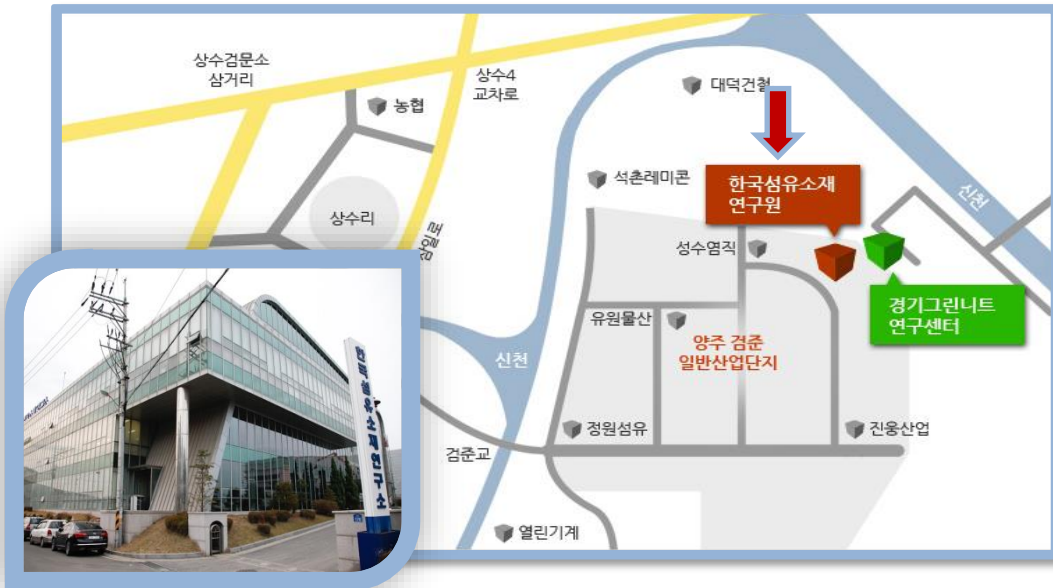 상수검문소
삼거리
상수4
교차로
농협
대덕건철
석촌레미콘
한국섬유소재
연구원
신천
상수리
삼일로
성수염직
경기그린니트
연구센터
유원물산
양주 검준
일반산업단지
신천
한국섬유소재연구소
정원섬유
진웅산업
검준교
열린기계